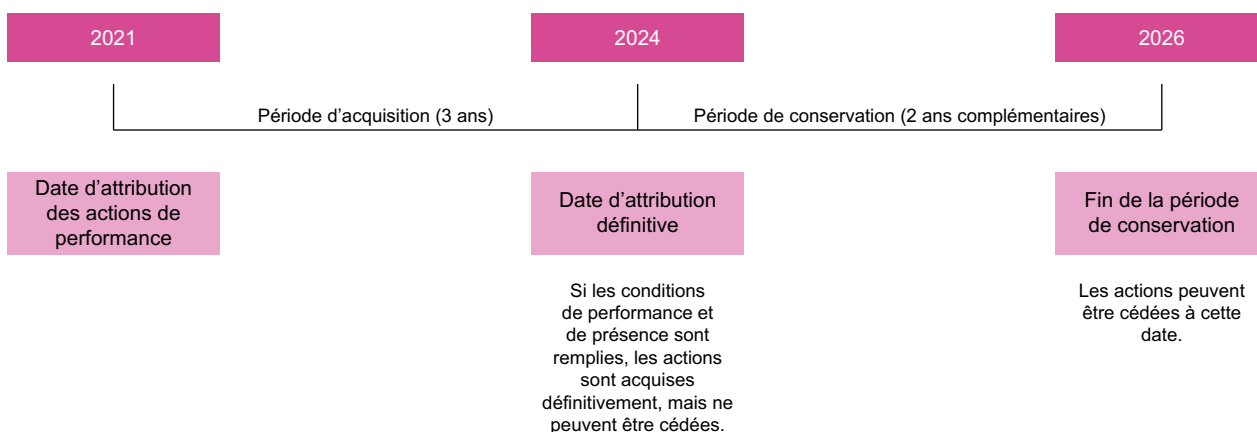 2021
2024
2026
Période d’acquisition (3 ans)
Période de conservation (2 ans complémentaires)
Date d’attribution
des actions de
performance
Date d’attribution
définitive
Fin de la période
de conservation
Si les conditions
de performance et
de présence sont
remplies, les actions
sont acquises
définitivement, mais ne
peuvent être cédées.
Les actions peuvent
être cédées à cette
date.